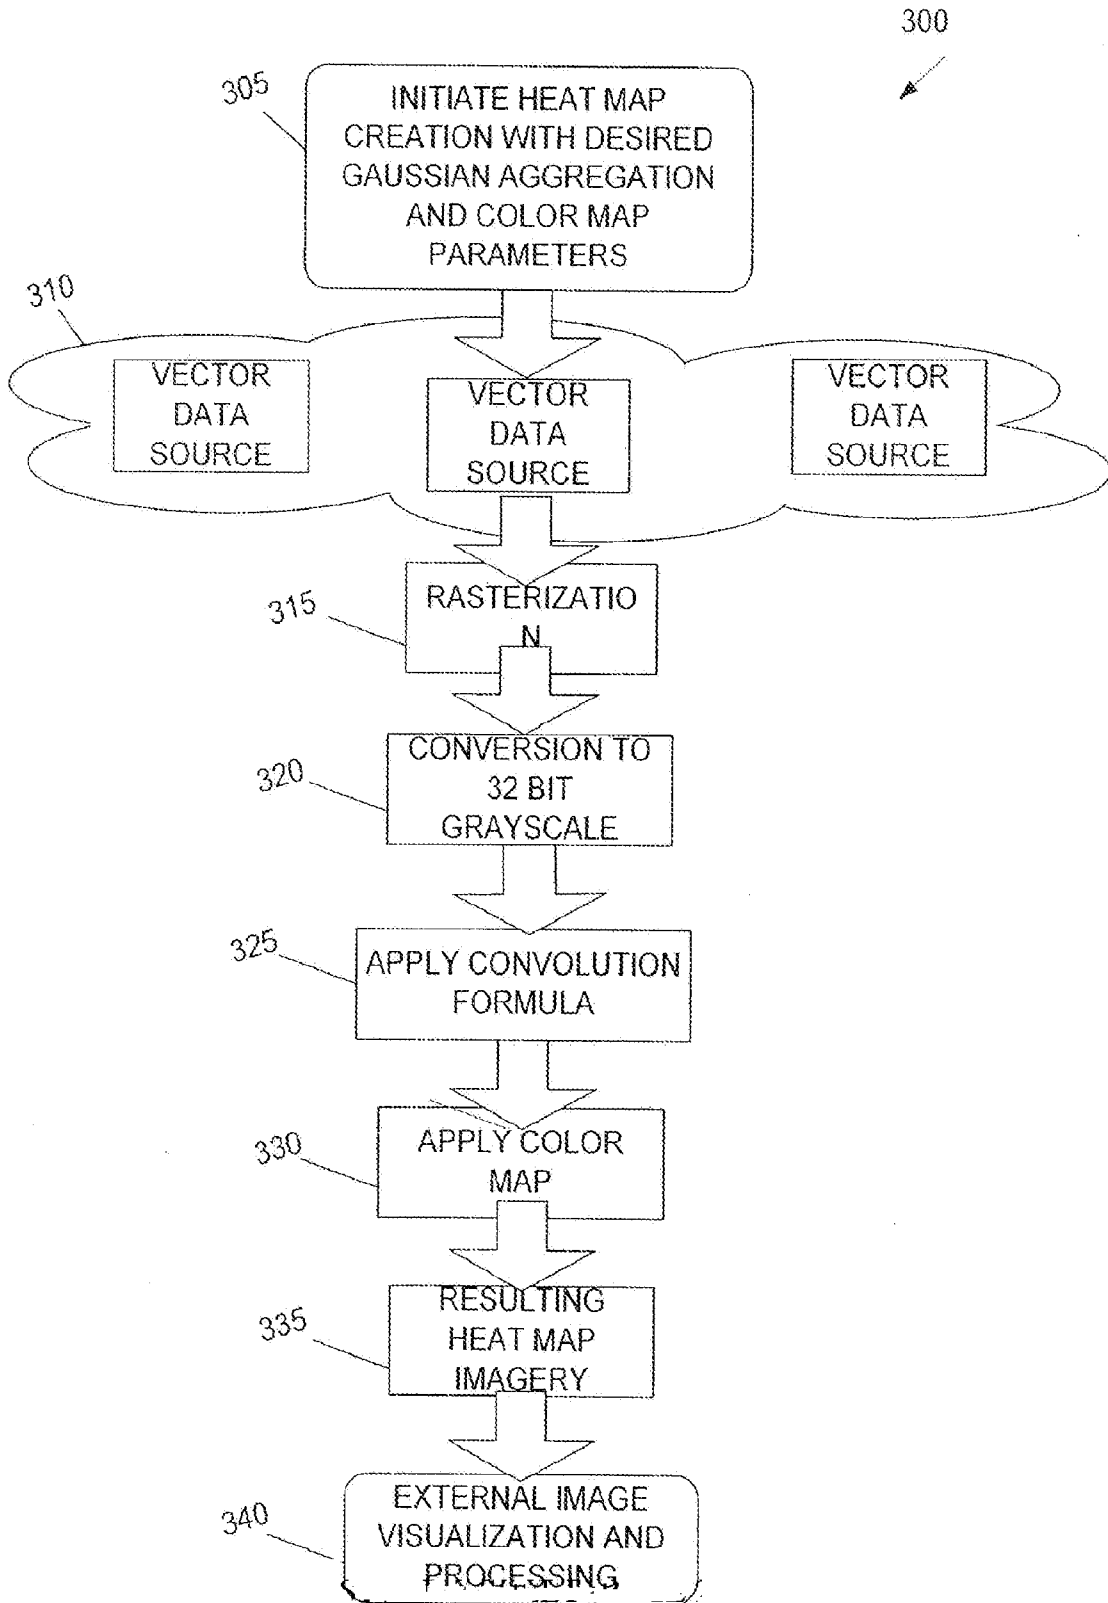 300
305
INITIATE HEAT MAP
CREATION WITH DESIRED
GAUSSIAN AGGREGATION
AND COLOR MAP
PARAMETERS
310
VECTOR
DATA
SOURCE
VECTOR
DATA
SOURCE
VECTOR
DATA
SOURCE
315
RASTERIZATIO
N
320
CONVERSION TO
32 BIT
GRAYSCALE
325
APPLY CONVOLUTION
FORMULA
330
APPLY COLOR
MAP
335
RESULTING
HEAT MAP
IMAGERY
340
EXTERNAL IMAGE
VISUALIZATION AND
PROCESSING